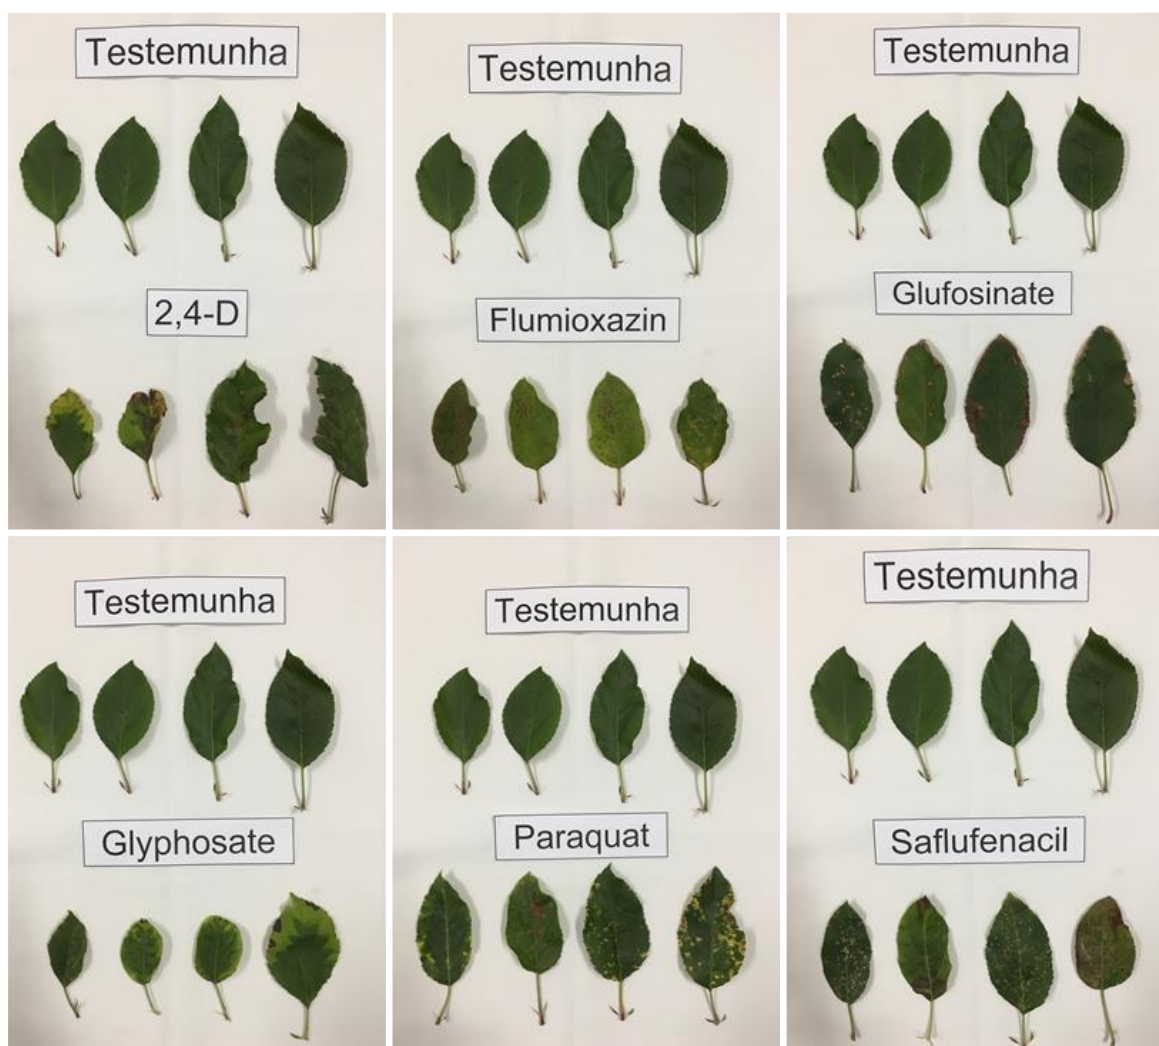 Testemunha
Testemunha
Testemunha
2,4-D
Flumioxazin
Glufosinate
Testemunha
Testemunha
Testemunha
Glyphosate
Paraquat
Saflufenacil